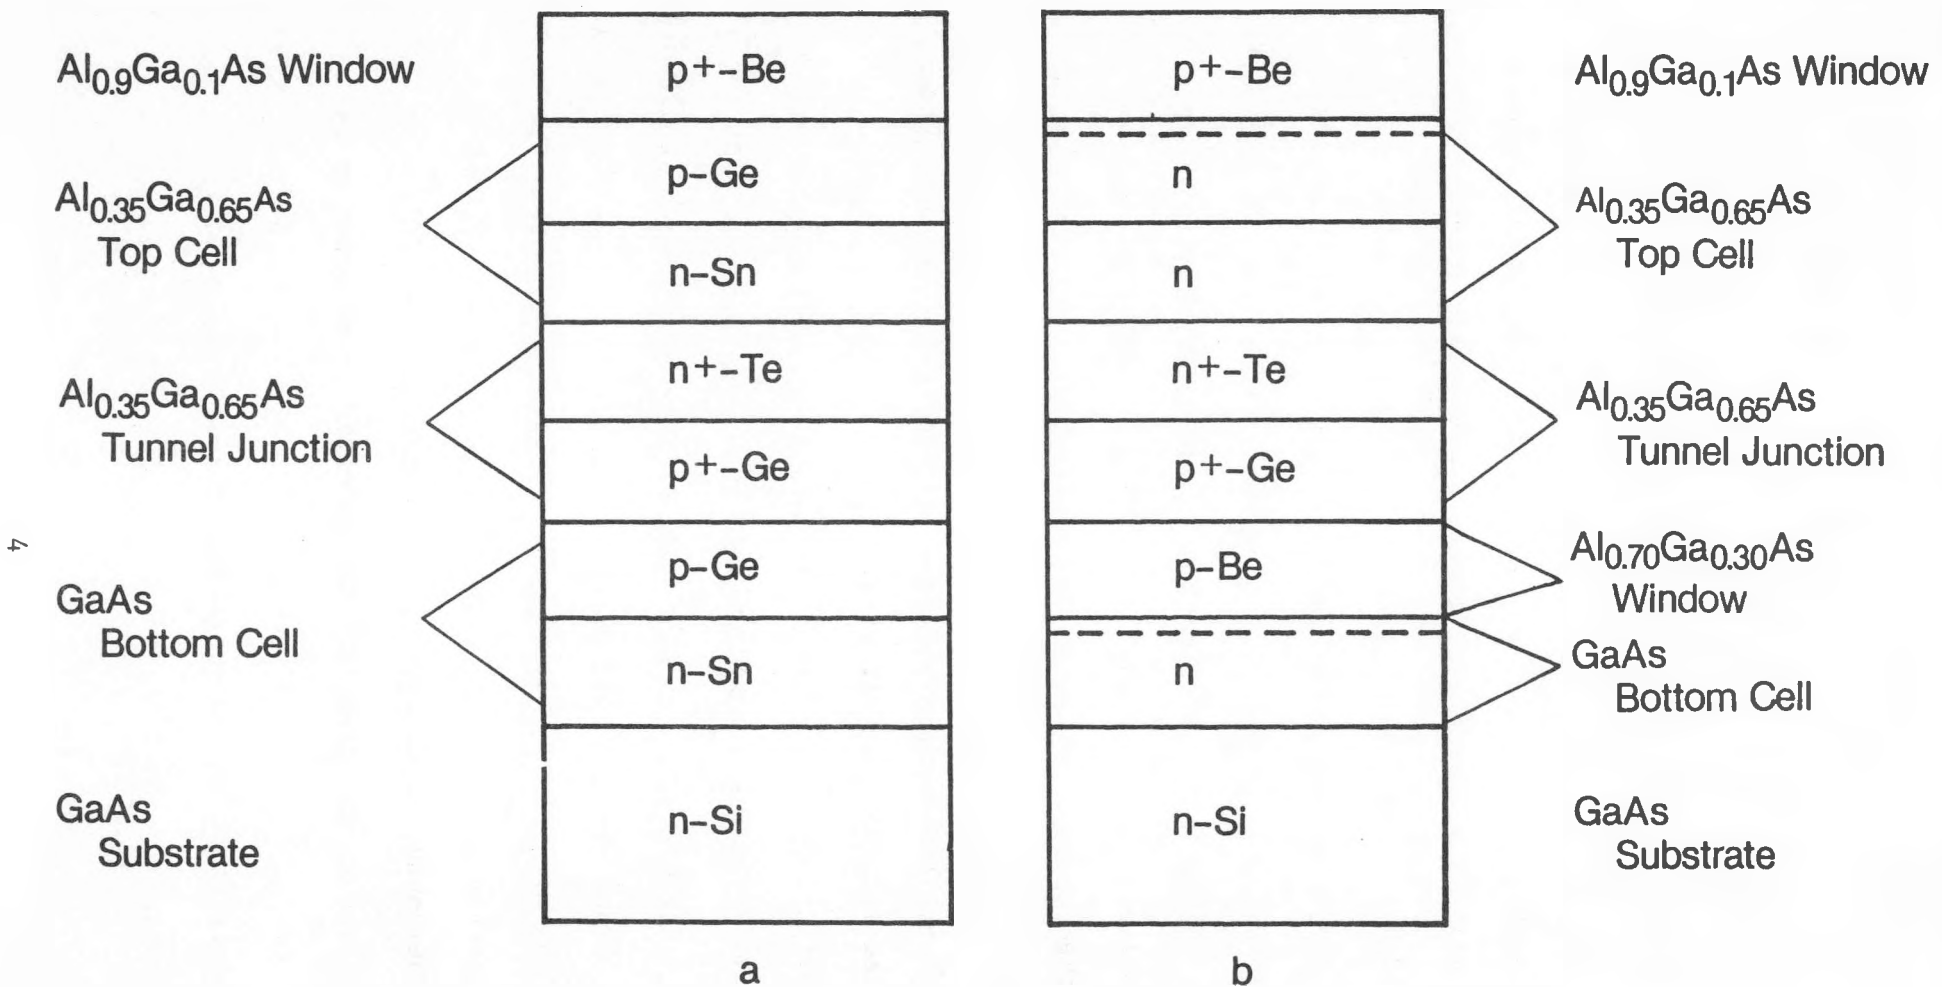 Al0.9Ga0.1As Window
Al0.35Ga0.65As
Top Cell
Al0.35Ga0.65As
Tunnel Junction
GaAs
Bottom Cell
GaAs
Substrate
p+-Be
p-Ge
n-Sn
n+-Te
p+-Ge
p-Ge
n-Sn
n-Si
a
p+-Be
n
n
n+-Te
p+-Ge
p-Be
n
n-Si
b
Al0.9Ga0.1As Window
Al0.35Ga0.65As
Top Cell
Al0.35Ga0.65As
Tunnel Junction
Al0.70Ga0.30As
Window
GaAs
Bottom Cell
GaAs
Substrate
4